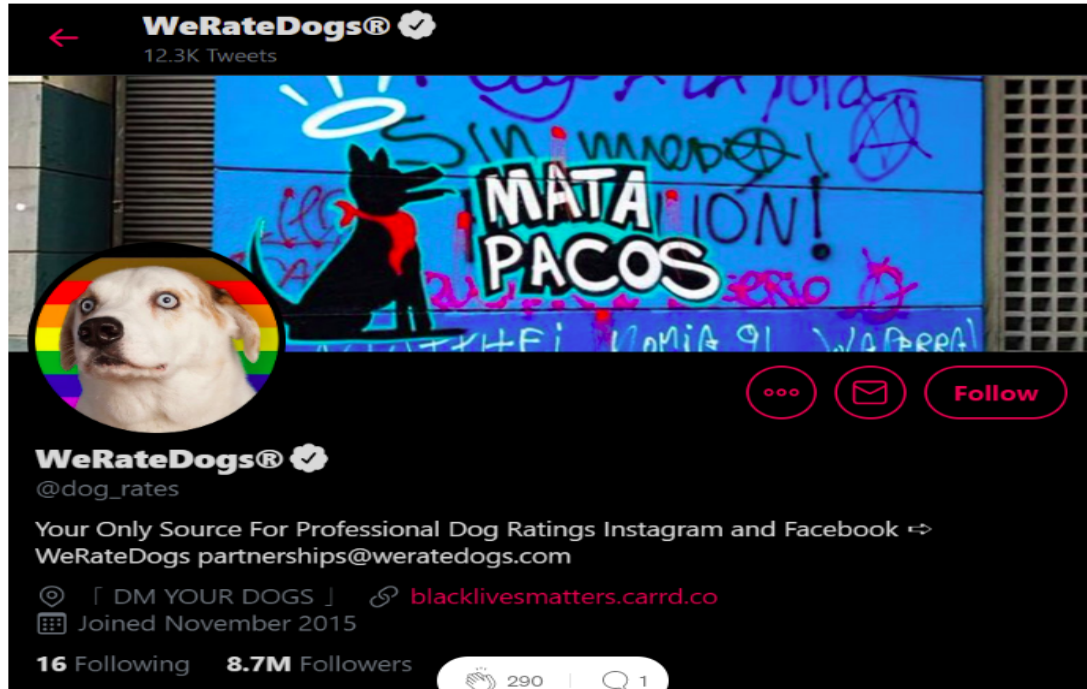 WeRateDogs®
12.3K Tweets
Sin miedo!
MATA
PACOS
ION!
WeRateDogs®
@dog_rates
Your Only Source For Professional Dog Ratings Instagram and Facebook ➪
WeRateDogs partnerships@weratedogs.com
「 DM YOUR DOGS 」 blacklivesmatters.carrd.co
Joined November 2015
16 Following 8.7M Followers
Follow
290 1